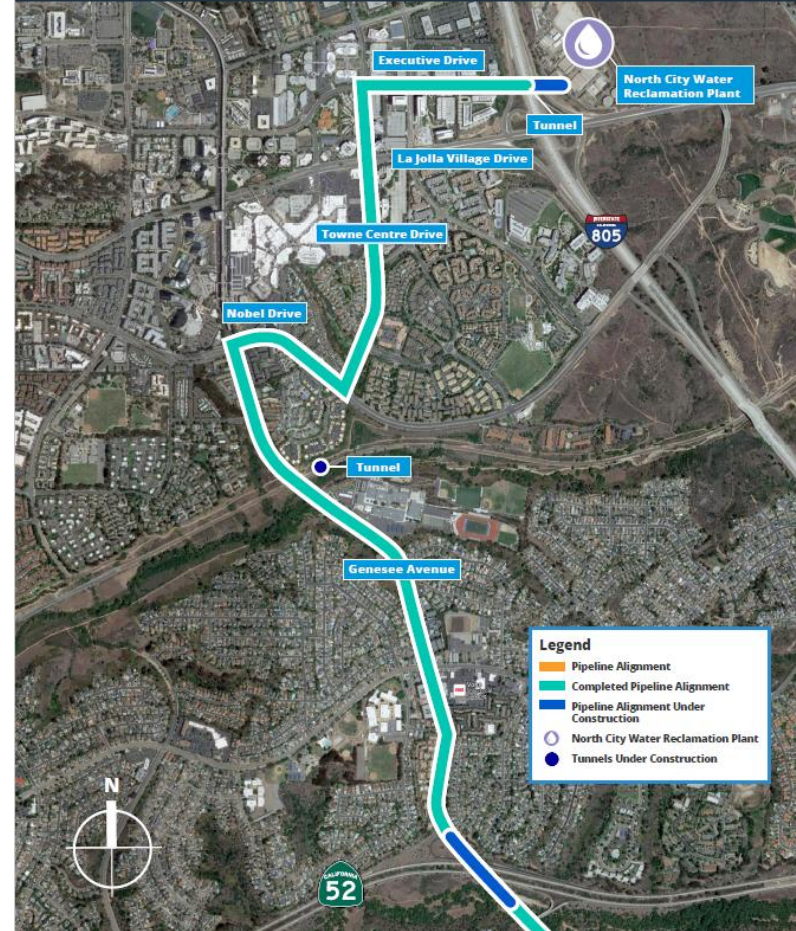 Executive Drive
North City Water
Reclamation Plant
Tunnel
La Jolla Village Drive
INTERSTATE
CALIFORNIA
805
Towne Centre Drive
Nobel Drive
Tunnel
Genesee Avenue
Legend
Pipeline Alignment
Completed Pipeline Alignment
Pipeline Alignment Under
Construction
North City Water Reclamation Plant
Tunnels Under Construction
N
CALIFORNIA
52